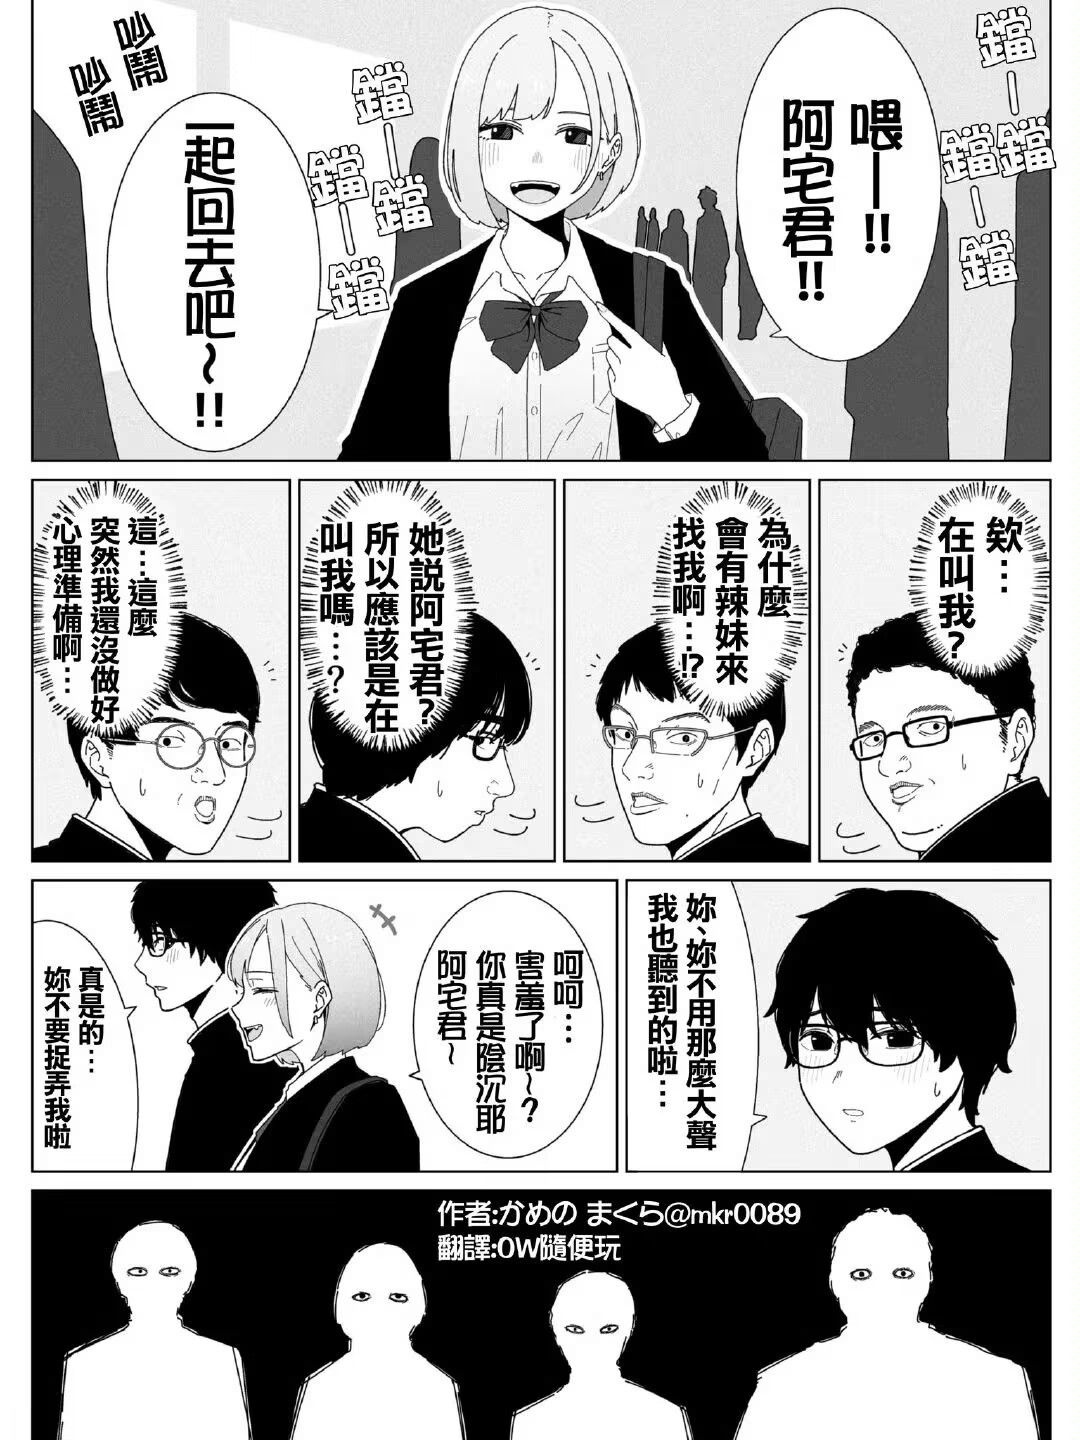 喂——!!
阿宅君!!
鐺—鐺
鐺—鐺
鐺—鐺
鐺—鐺
一起回去吧~!!
吵鬧
吵鬧
欸…
在叫我?
為什麼
會有辣妹來
找我啊…!?
她說阿宅君?
所以應該是在
叫我嗎…?
這…這麼
突然我還沒做好
心理準備啊…
妳、妳不用那麼大聲
我也聽到的啦…
呵呵…
害羞了啊~?
你真是陰沉耶
阿宅君~
真是的…
妳不要捉弄我啦
作者:かめの まくら@mkr0089
翻譯:OW隨便玩